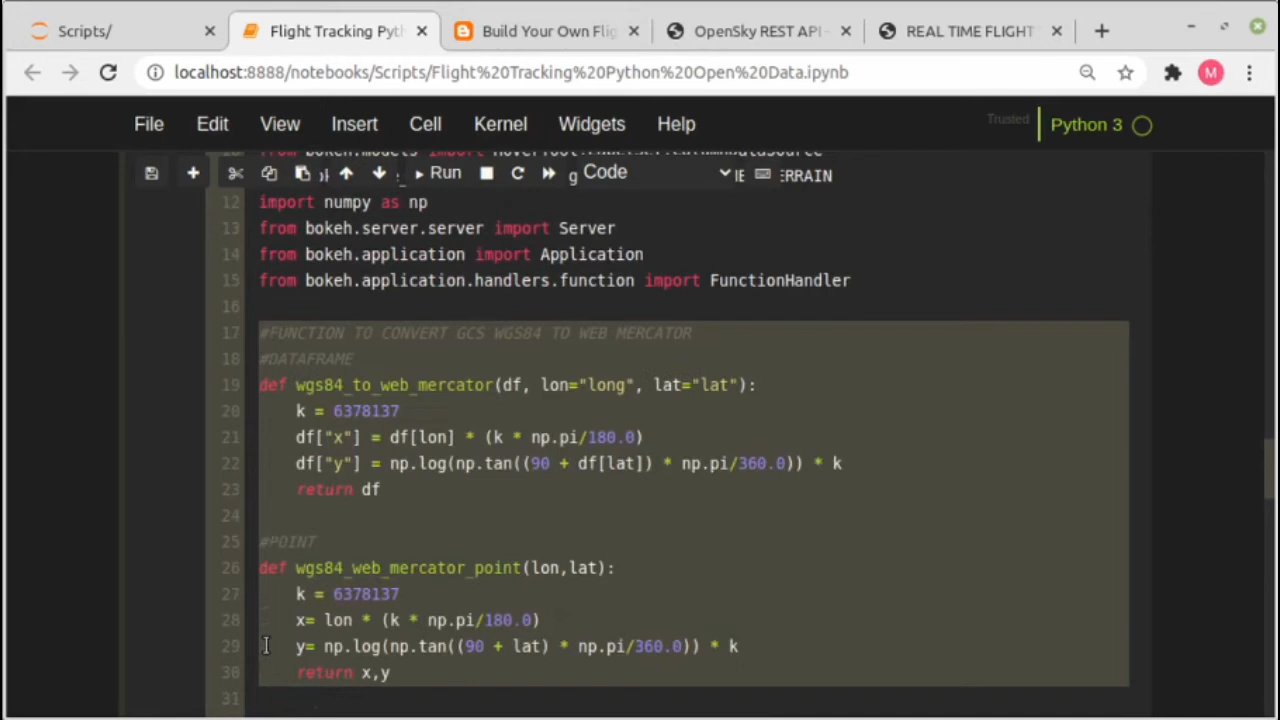 Scripts/
Flight Tracking Pyth
Build Your Own Flig
OpenSky REST API -
REAL TIME FLIGHT
localhost:8888/notebooks/Scripts/Flight%20Tracking%20Python%20Open%20Data.ipynb
M
File Edit View Insert Cell Kernel Widgets Help
Trusted
Python 3
Run
Code
12 import numpy as np
13 from bokeh.server.server import Server
14 from bokeh.application import Application
15 from bokeh.application.handlers.function import FunctionHandler
16
17 #FUNCTION TO CONVERT GCS WGS84 TO WEB MERCATOR
18 #DATAFRAME
19 def wgs84_to_web_mercator(df, lon="long", lat="lat"):
20 k = 6378137
21 df["x"] = df[lon] * (k * np.pi/180.0)
22 df["y"] = np.log(np.tan((90 + df[lat]) * np.pi/360.0)) * k
23 return df
24
25 #POINT
26 def wgs84_web_mercator_point(lon,lat):
27 k = 6378137
28 x= lon * (k * np.pi/180.0)
29 y= np.log(np.tan((90 + lat) * np.pi/360.0)) * k
30 return x,y
31